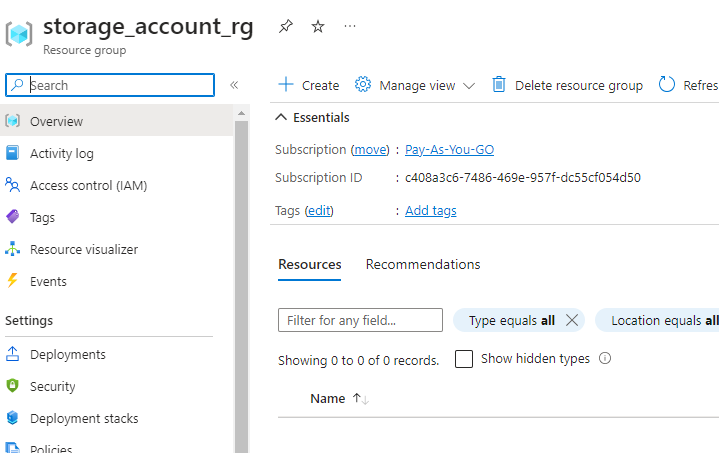 storage_account_rg
Resource group
Search
Overview
Activity log
Access control (IAM)
Tags
Resource visualizer
Events
Settings
Deployments
Security
Deployment stacks
Policies
Create Manage view Delete resource group Refres
Essentials
Subscription (move) : Pay-As-You-GO
Subscription ID : c408a3c6-7486-469e-957f-dc55cf054d50
Tags (edit) : Add tags
Resources Recommendations
Filter for any field... Type equals all Location equals all
Showing 0 to 0 of 0 records. Show hidden types
Name